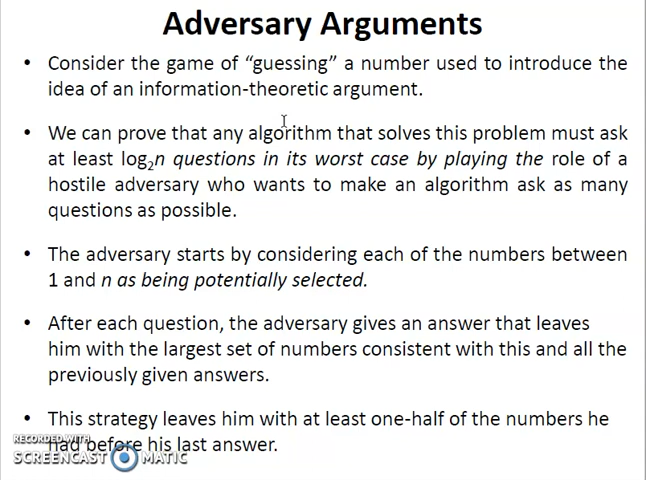 Adversary Arguments
• Consider the game of “guessing” a number used to introduce the
idea of an information-theoretic argument.
• We can prove that any algorithm that solves this problem must ask
at least log₂n questions in its worst case by playing the role of a
hostile adversary who wants to make an algorithm ask as many
questions as possible.
• The adversary starts by considering each of the numbers between
1 and n as being potentially selected.
• After each question, the adversary gives an answer that leaves
him with the largest set of numbers consistent with this and all the
previously given answers.
• This strategy leaves him with at least one-half of the numbers he
had before his last answer.
RECORDED WITH
SCREENCAST MATIC